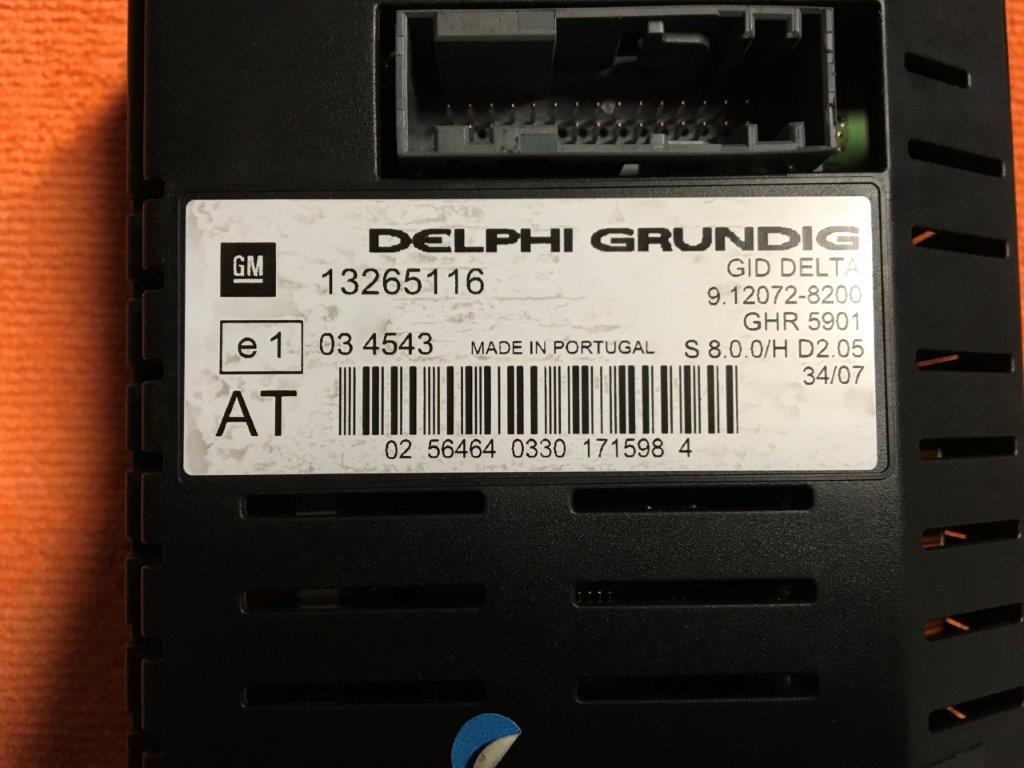 DELPHI GRUNDIG
GM
13265116
GID DELTA
9.12072-8200
GHR 5901
e 1
03 4543
MADE IN PORTUGAL
S 8.0.0/H D2.05
34/07
AT
02 56464 0330 171598 4